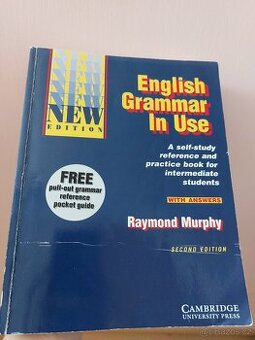 NEW
EDITION
English
Grammar
In Use
A self-study
reference and
practice book for
intermediate
students
WITH ANSWERS
Raymond Murphy
SECOND EDITION
FREE
pull-out grammar
reference
pocket guide
CAMBRIDGE
UNIVERSITY PRESS